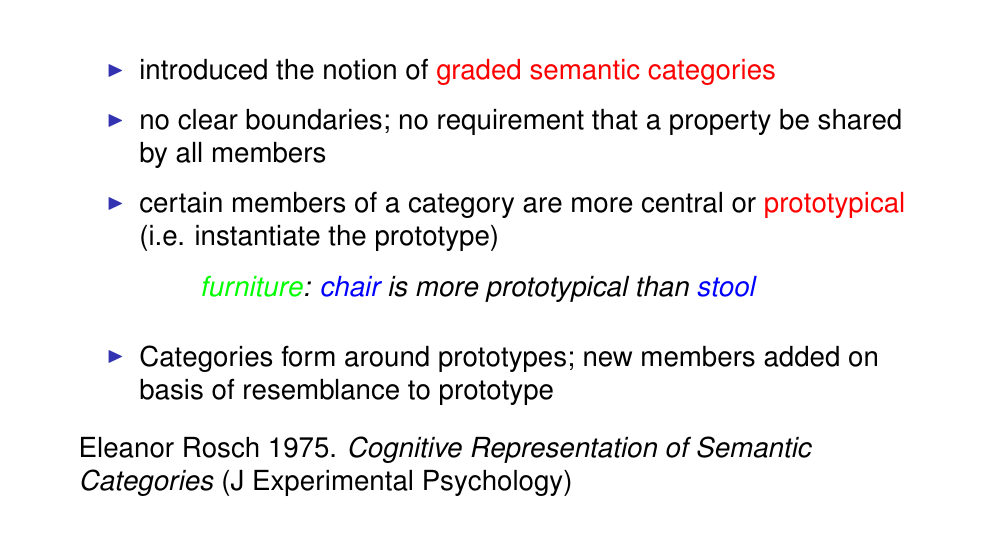 ▶ introduced the notion of graded semantic categories
▶ no clear boundaries; no requirement that a property be shared
by all members
▶ certain members of a category are more central or prototypical
(i.e. instantiate the prototype)
furniture: chair is more prototypical than stool
▶ Categories form around prototypes; new members added on
basis of resemblance to prototype
Eleanor Rosch 1975. Cognitive Representation of Semantic
Categories (J Experimental Psychology)